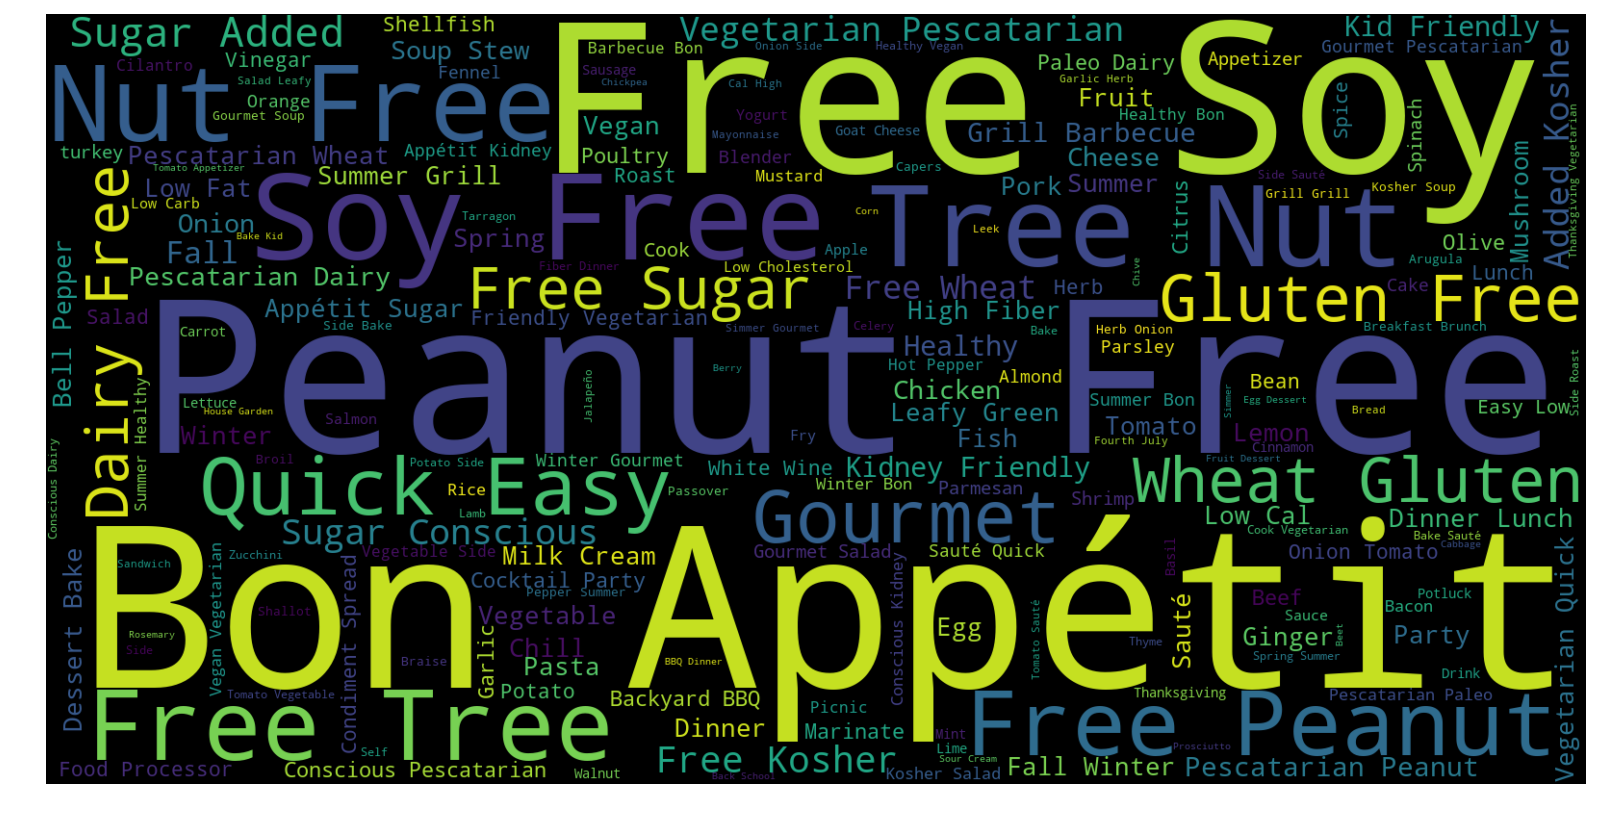 Sugar Added
Shellfish
Vegetarian Pescatarian
Kid Friendly
Free Soy
Nut Free
Soup Stew
Barbecue Bon
Onion Side
Healthy Vegan
Gourmet Pescatarian
Vinegar
Cilantro
Fennel
Sausage
Chickpea
Cal High
Paleo Dairy
Appetizer
Garlic Herb
Salad Leafy
Orange
Gourmet Soup
Yogurt
Fruit
Healthy Bon
Spice
Spinach
Added Kosher
Thanksgiving Vegetarian
Vegan
Mayonnaise
Goat Cheese
Grill Barbecue
turkey
Pescatarian Wheat
Appétit Kidney
Poultry
Blender
Capers
Cheese
Tomato Appetizer
Summer Grill
Roast
Mustard
Pork
Summer
Side Sauté
Grill Grill
Kosher Soup
Mushroom
Low Fat
Low Carb
Soy Free
Tree Nut
Citrus
Onion
Tarragon
Corn
Leek
Bake Kid
Fall
Spring
Cook
Apple
Olive
Arugula
Dairy Free
Bell Pepper
Pescatarian Dairy
Fiber Dinner
Low Cholesterol
Chive
Lunch
Free Sugar
Free Wheat
Herb
Gluten Free
Cake
Appétit Sugar
Salad
Side Bake
Friendly Vegetarian
Simmer Gourmet
Celery
High Fiber
Bake
Herb Onion
Breakfast Brunch
Carrot
Peanut Free
Healthy
Parsley
Hot Pepper
Berry
Almond
Bean
Side Roast
Summer Healthy
Lettuce
House Garden
Jalapeño
Chicken
Summer Bon
Simmer
Egg Dessert
Bread
Easy Low
Salmon
Leafy Green
Tomato
Lemon
Winter
Fry
Fish
Fourth July
Cinnamon
Conscious Dairy
Broil
Potato Side
Winter Gourmet
White Wine
Kidney Friendly
Fruit Dessert
Quick Easy
Rice
Passover
Winter Bon
Parmesan
Shrimp
Wheat Gluten
Lamb
Gourmet
Low Cal
Dinner Lunch
Sugar Conscious
Cook Vegetarian
Bake Sauté
Cabbage
Dessert Bake
Zucchini
Vegetable Side
Milk Cream
Gourmet Salad
Sauté Quick
Onion Tomato
Basil
Sandwich
Vegan Vegetarian
Condiment Spread
Cocktail Party
Pepper Summer
Conscious Kidney
Beef
Potluck
Bacon
Vegetarian Quick
Bon Appétit
Shallot
Vegetable
Egg
Tomato Sauté
Sauté
Sauce
Beet
Rosemary
Side
Chill
Thyme
Ginger
Party
Braise
Garlic
Pasta
BBQ Dinner
Spring Summer
Drink
Tomato Vegetable
Potato
Backyard BBQ
Thanksgiving
Pescatarian Paleo
Free Tree
Picnic
Free Peanut
Dinner
Marinate
Mint
Self
Lime
Prosciutto
Food Processor
Conscious Pescatarian
Walnut
Free Kosher
Back School
Kosher Salad
Sour Cream
Fall Winter
Pescatarian Peanut